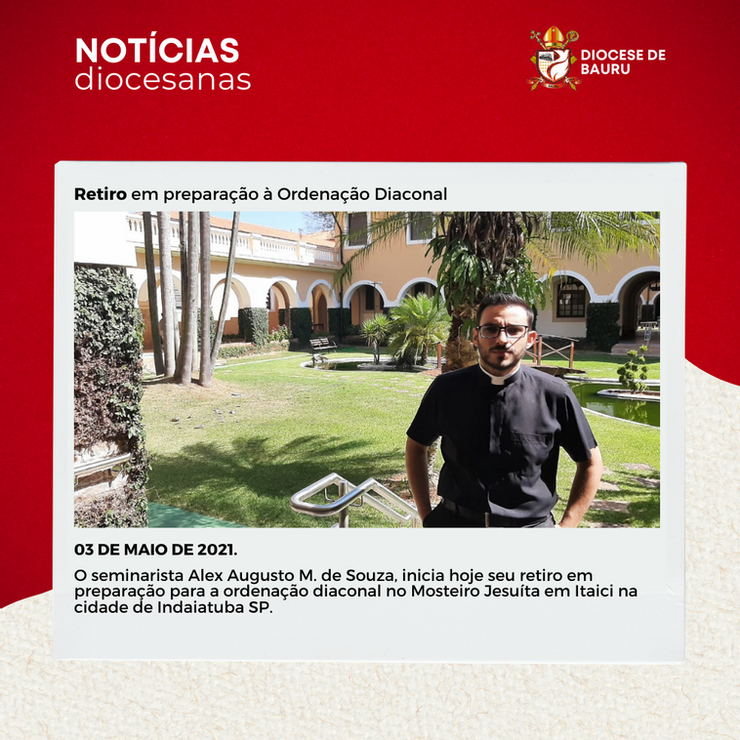 NOTÍCIAS
diocesanas
DIOCESE DE
BAURU
Retiro em preparação à Ordenação Diaconal
03 DE MAIO DE 2021.
O seminarista Alex Augusto M. de Souza, inicia hoje seu retiro em
preparação para a ordenação diaconal no Mosteiro Jesuíta em Itaici na
cidade de Indaiatuba SP.